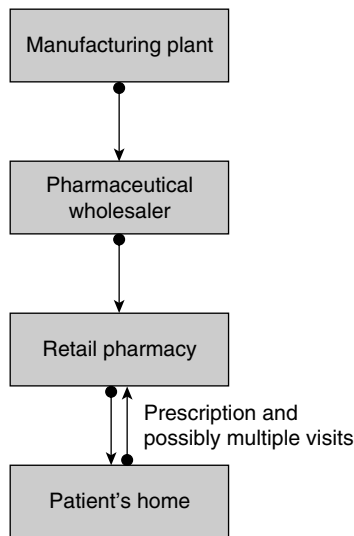 Manufacturing plant
Pharmaceutical
wholesaler
Retail pharmacy
Prescription and
possibly multiple visits
Patient's home